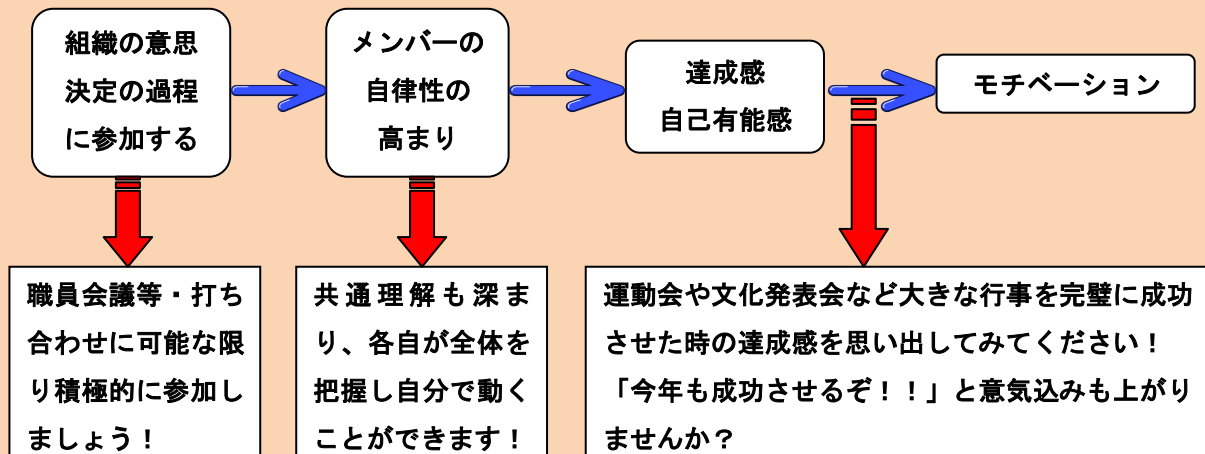 組織の意思
決定の過程
に参加する
メンバーの
自律性の
高まり
達成感
自己有能感
モチベーション
職員会議等・打ち
合わせに可能な限
り積極的に参加し
ましょう！
共通理解も深ま
り、各自が全体を
把握し自分で動く
ことができます！
運動会や文化発表会など大きな行事を完璧に成功
させた時の達成感を思い出してみてください！
「今年も成功させるぞ！！」と意気込みも上がり
ませんか？